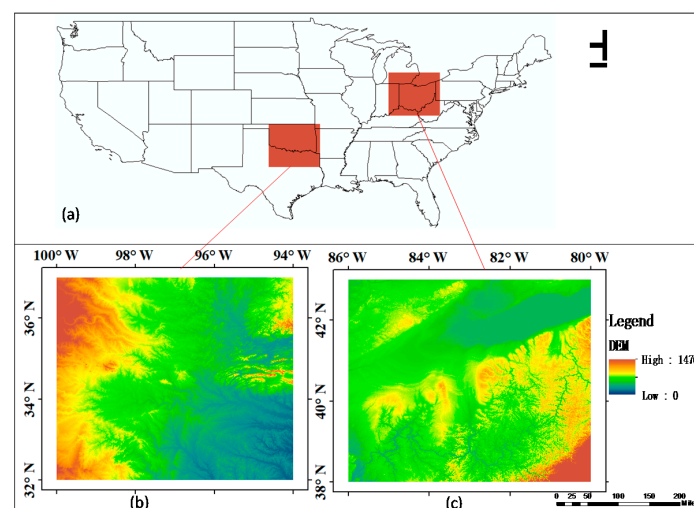 (a)
100° W 98° W 96° W 94° W
86° W 84° W 82° W 80° W
36° N
34° N
32° N
42° N
40° N
38° N
Legend
DEM
High : 147
Low : 0
0 25 50 100 150 200
(b)
(c)